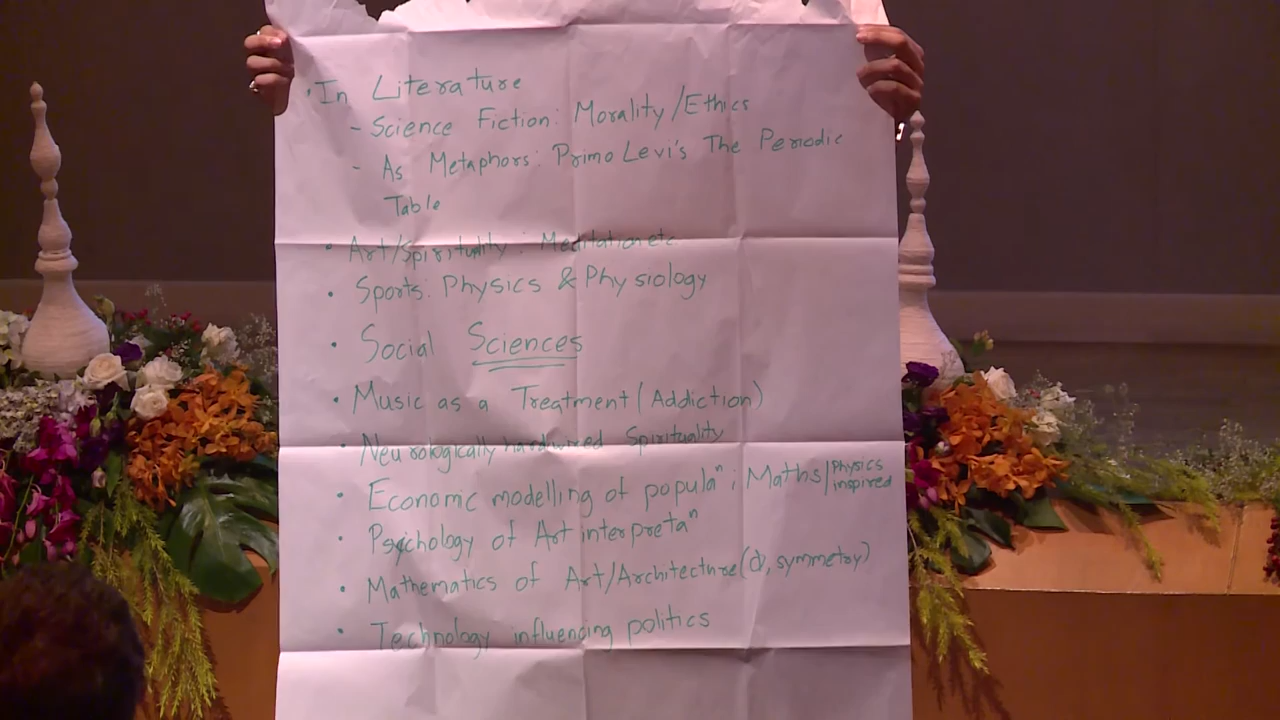 • In Literature
- Science Fiction: Morality/Ethics
- As Metaphors: Primo Levi's The Periodic
Table
• Art/Spirituality: Meditation etc.
• Sports: Physics & Physiology
• Social Sciences
• Music as a Treatment (Addiction)
• Neurologically hardwired Spirituality
• Economic modelling of populaⁿ; Maths/Physics inspired
• Psychology of Art interpretaⁿ
• Mathematics of Art/Architecture (symmetry)
• Technology influencing politics